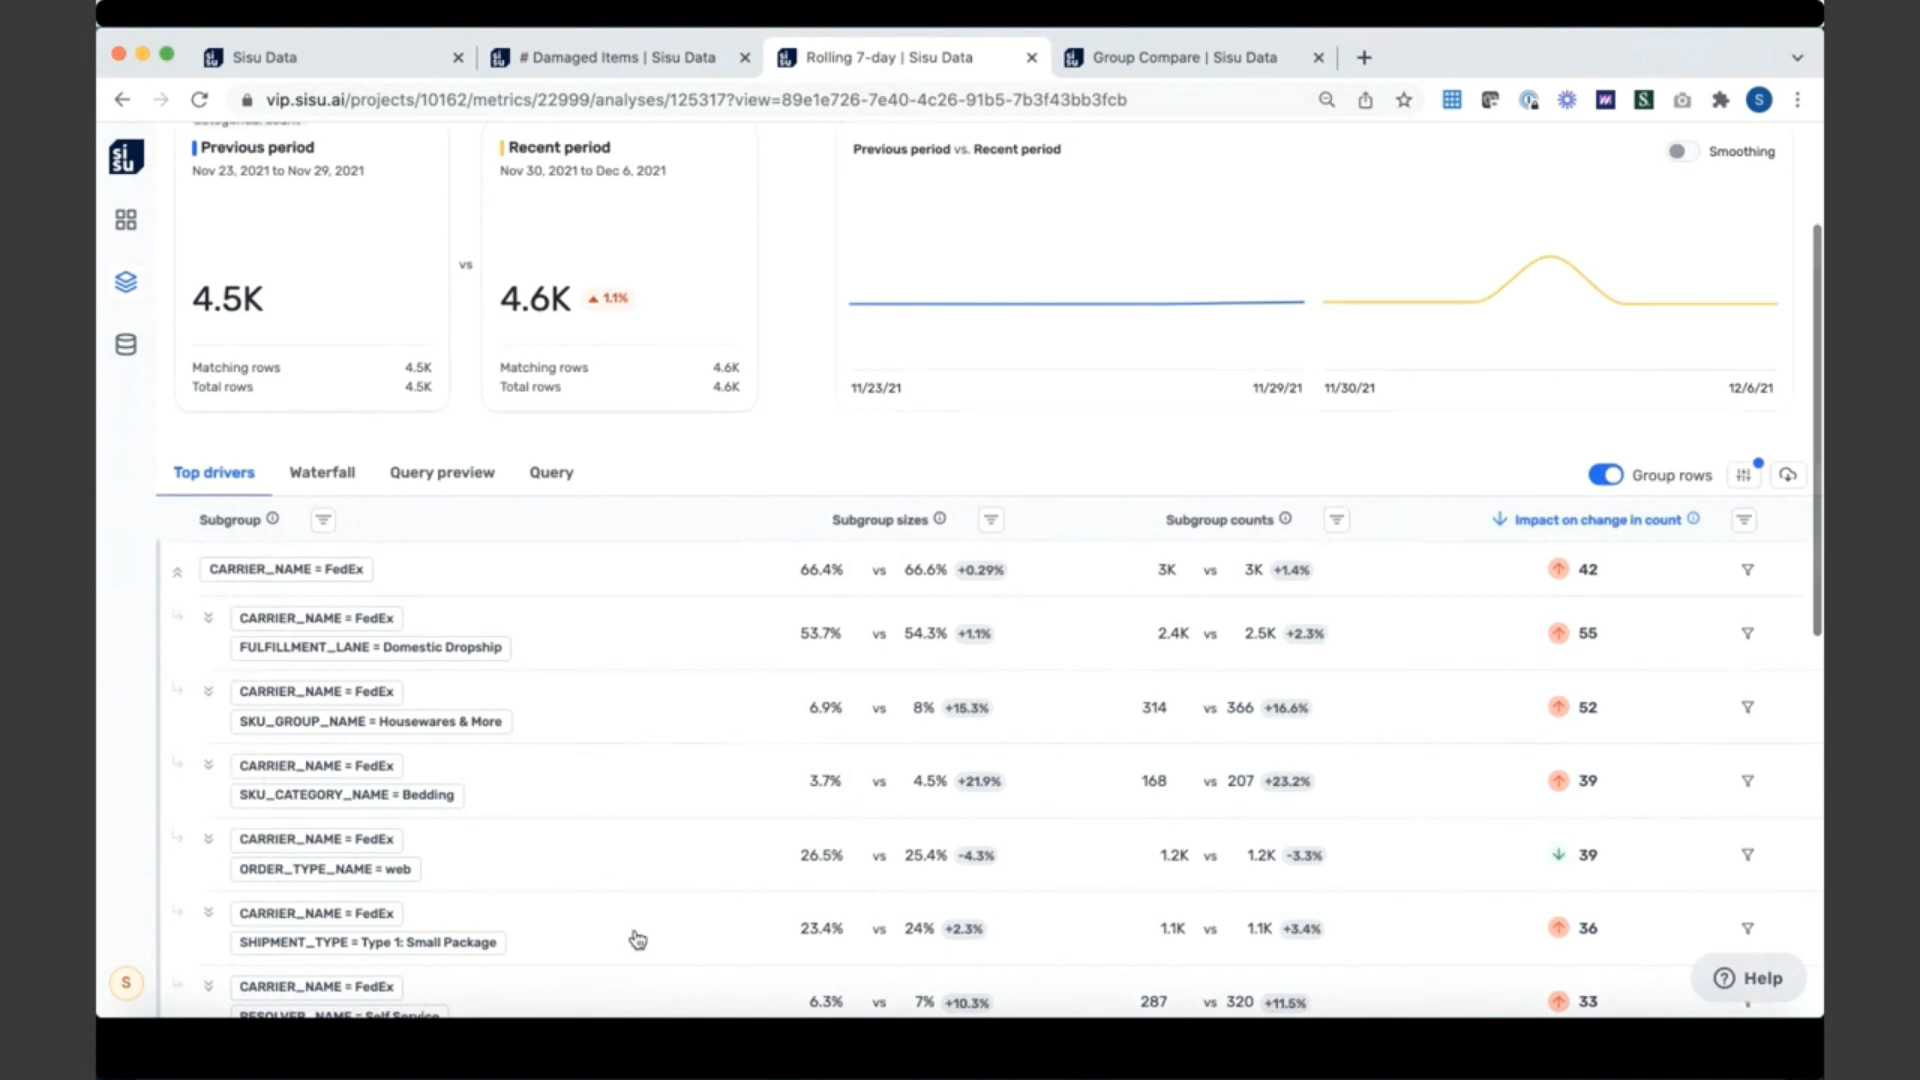 Sisu Data
# Damaged Items | Sisu Data
Rolling 7-day | Sisu Data
Group Compare | Sisu Data
vip.sisu.ai/projects/10162/metrics/22999/analyses/125317?view=89e1e726-7e40-4c26-91b5-7b3f43bb3fcb
S
si
su
Previous period
Nov 23, 2021 to Nov 29, 2021
4.5K
Matching rows 4.5K
Total rows 4.5K
vs
Recent period
Nov 30, 2021 to Dec 6, 2021
4.6K 1.1%
Matching rows 4.6K
Total rows 4.6K
Previous period vs. Recent period
Smoothing
11/23/21 11/29/21 11/30/21 12/6/21
Top drivers Waterfall Query preview Query
Group rows
Subgroup Subgroup sizes Subgroup counts Impact on change in count
CARRIER_NAME = FedEx 66.4% vs 66.6% +0.29% 3K vs 3K +1.4% 42
CARRIER_NAME = FedEx
FULFILLMENT_LANE = Domestic Dropship
53.7% vs 54.3% +1.1% 2.4K vs 2.5K +2.3% 55
CARRIER_NAME = FedEx
SKU_GROUP_NAME = Housewares & More
6.9% vs 8% +15.3% 314 vs 366 +16.6% 52
CARRIER_NAME = FedEx
SKU_CATEGORY_NAME = Bedding
3.7% vs 4.5% +21.9% 168 vs 207 +23.2% 39
CARRIER_NAME = FedEx
ORDER_TYPE_NAME = web
26.5% vs 25.4% -4.3% 1.2K vs 1.2K -3.3% 39
CARRIER_NAME = FedEx
SHIPMENT_TYPE = Type 1: Small Package
23.4% vs 24% +2.3% 1.1K vs 1.1K +3.4% 36
CARRIER_NAME = FedEx
RESOLVER_NAME = Self Service
6.3% vs 7% +10.3% 287 vs 320 +11.5% 33
S
Help